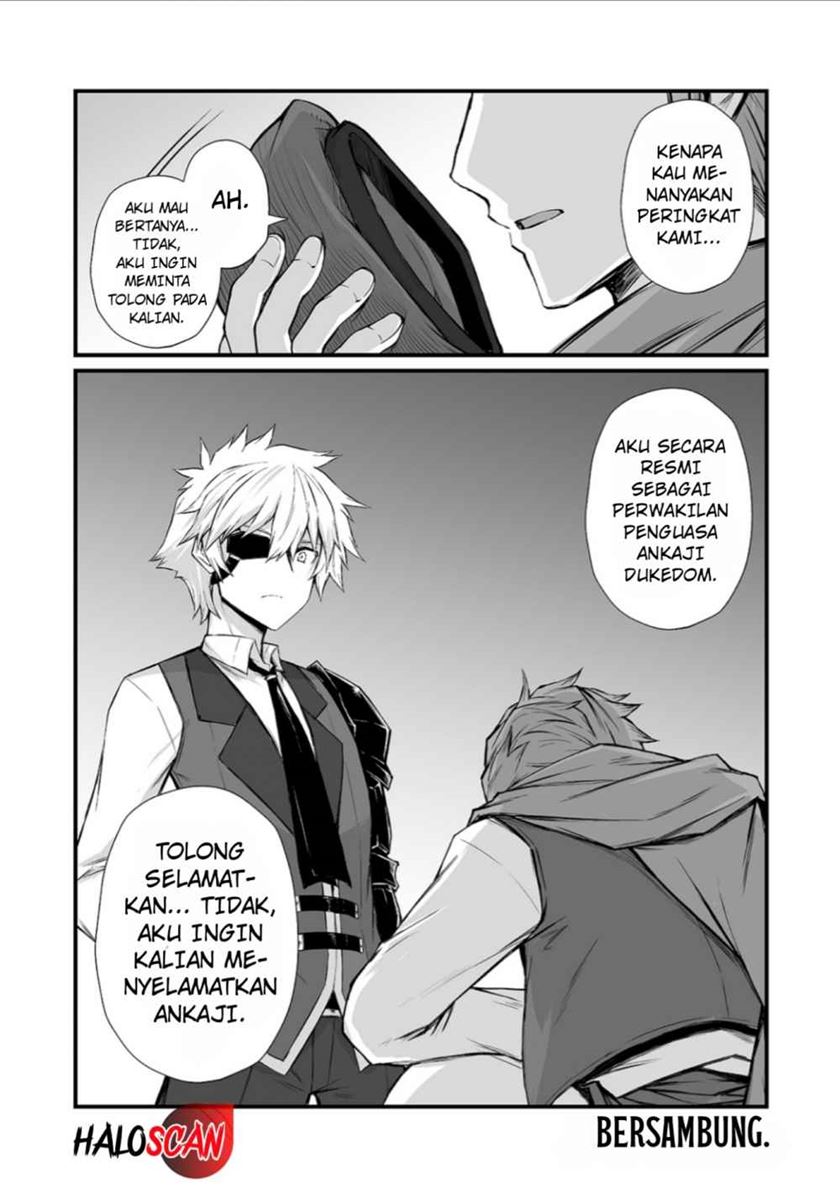 KENAPA
KAU ME-
NANYAKAN
PERINGKAT
KAMI...
AH.
AKU MAU
BERTANYA...
TIDAK,
AKU INGIN
MEMINTA
TOLONG PADA
KALIAN.
AKU SECARA
RESMI
SEBAGAI
PERWAKILAN
PENGUASA
ANKAJI
DUKEDOM.
TOLONG
SELAMAT-
KAN... TIDAK,
AKU INGIN
KALIAN ME-
NYELAMATKAN
ANKAJI.
HALOSCAN
BERSAMBUNG.